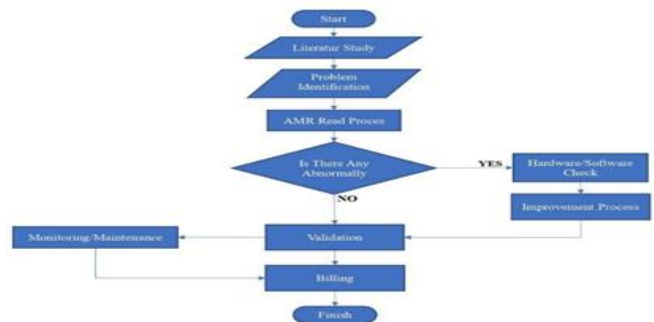 Start
Literatur Study
Problem
Identification
AMR Read Proces
Is There Any
Abnormally
YES
Hardware/Software
Check
NO
Improvement Process
Monitoring/Maintenance
Validation
Billing
Finish